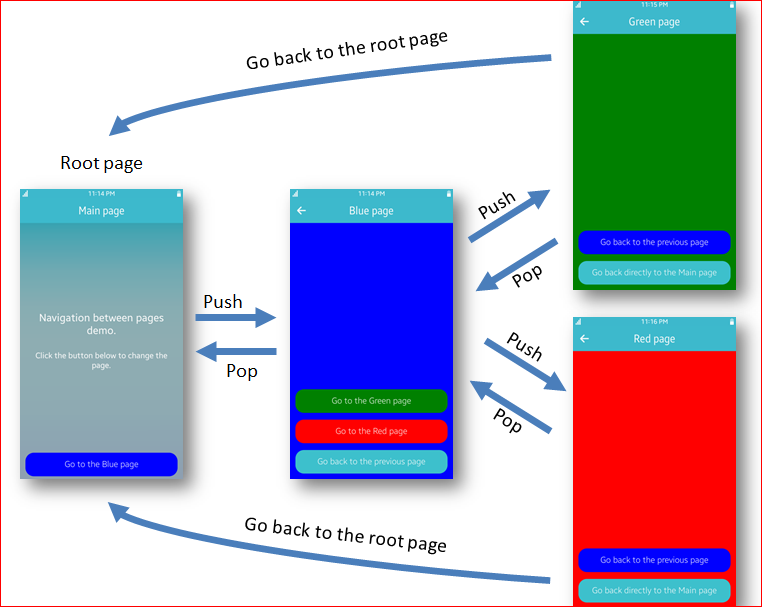 11:15 PM
Green page
Go back to the root page
Root page
11:14 PM
Main page
11:14 PM
Blue page
Push
Go back to the previous page
Pop
Go back directly to the Main page
Navigation between pages
demo.
Click the button below to change the
page.
Push
Pop
11:16 PM
Red page
Push
Pop
Go to the Green page
Go to the Red page
Go back to the previous page
Go to the Blue page
Go back to the root page
Go back to the previous page
Go back directly to the Main page